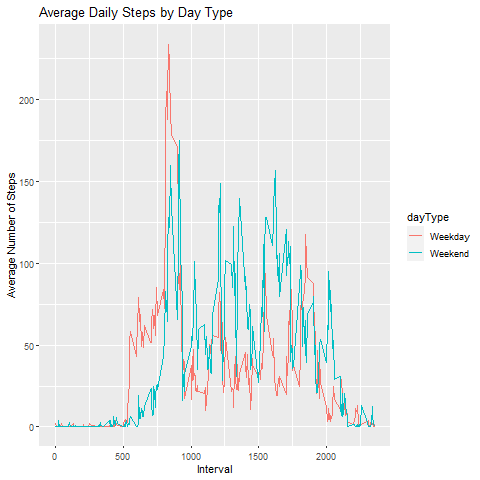 Average Daily Steps by Day Type
Average Number of Steps
200
150
100
50
0
0 500 1000 1500 2000
Interval
dayType
Weekday
Weekend